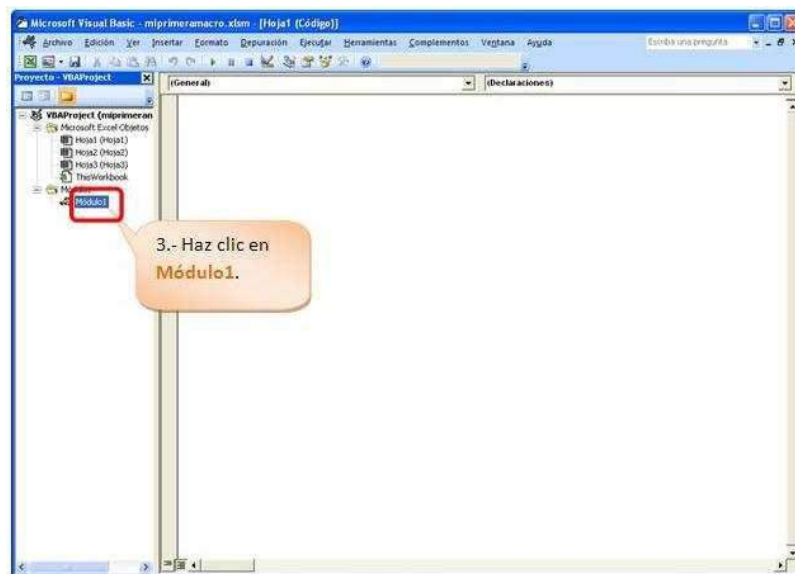 Microsoft Visual Basic - miprimeramacro.xlsm - [Hoja1 (Código)]
Archivo Edición Ver Insertar Formato Depuración Ejecutar Herramientas Complementos Ventana Ayuda Escriba una pregunta
Proyecto - VBAProject
(General) (Declaraciones)
VBAProject (miprimeran
Microsoft Excel Objetos
Hoja1 (Hoja1)
Hoja2 (Hoja2)
Hoja3 (Hoja3)
ThisWorkbook
Módulo1
3.- Haz clic en
Módulo1.